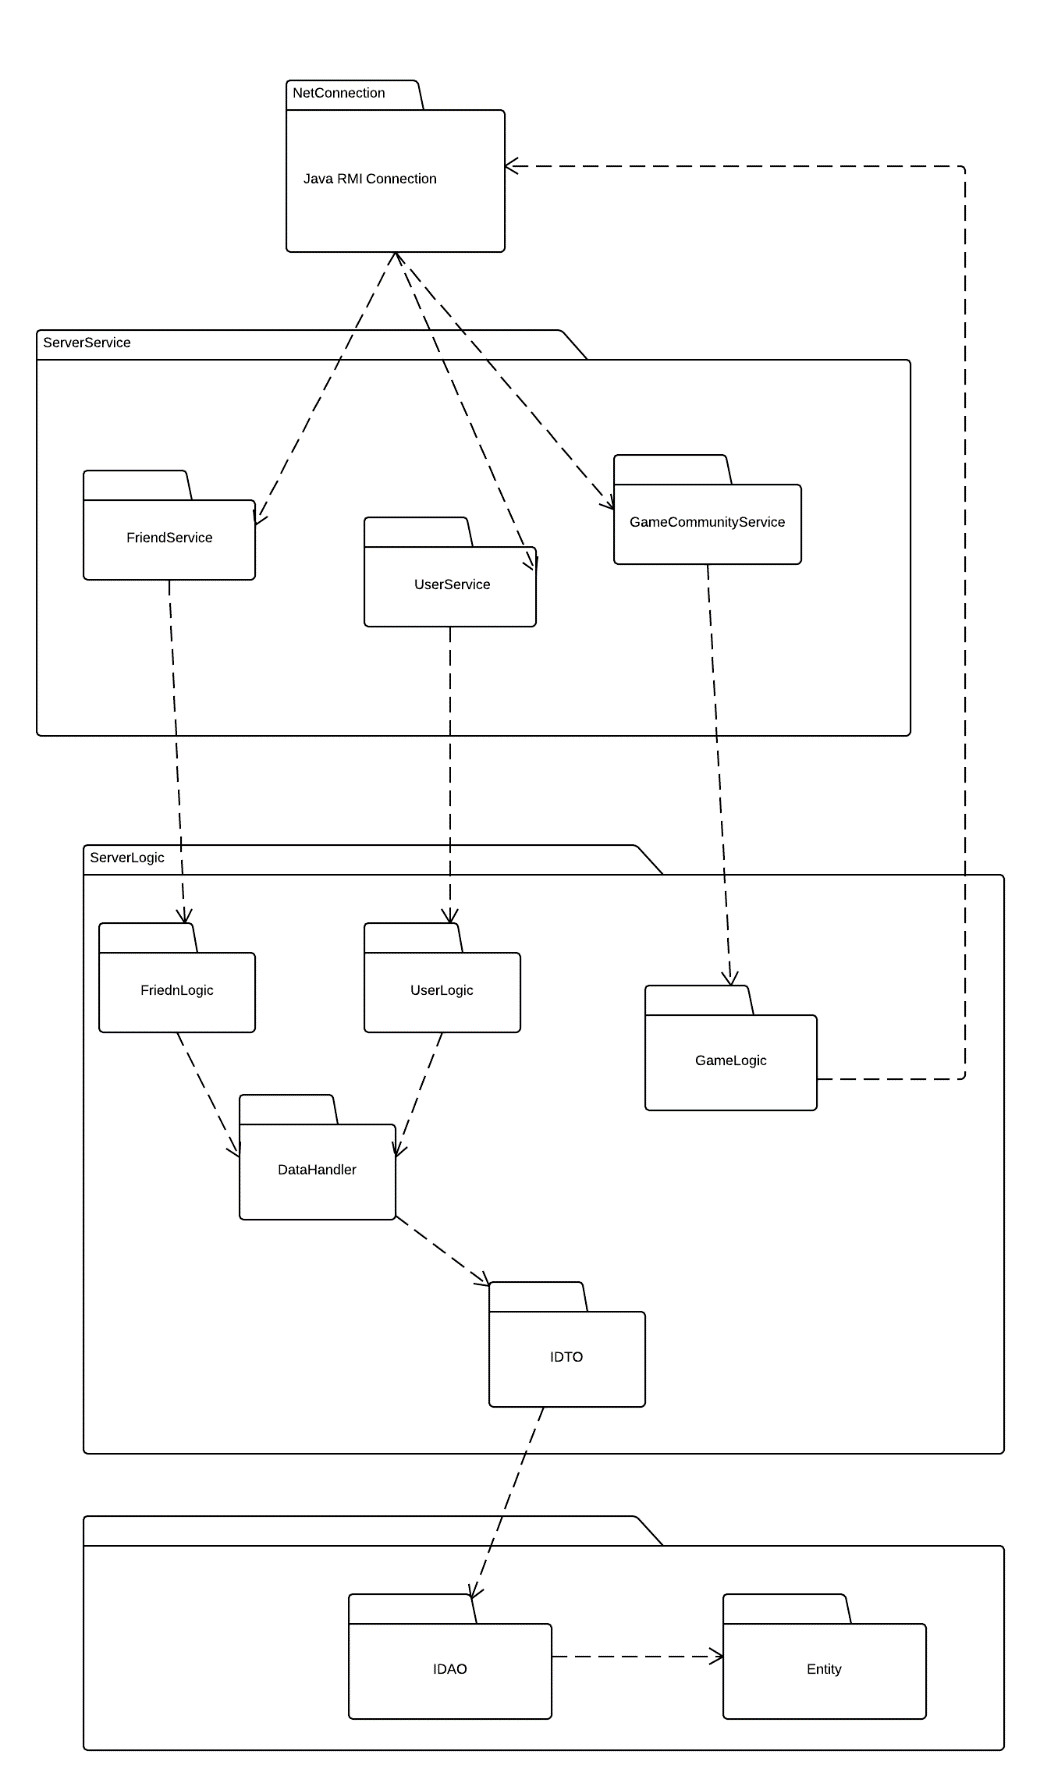 NetConnection
Java RMI Connection
ServerService
FriendService
UserService
GameCommunityService
ServerLogic
FriednLogic
UserLogic
GameLogic
DataHandler
IDTO
IDAO
Entity